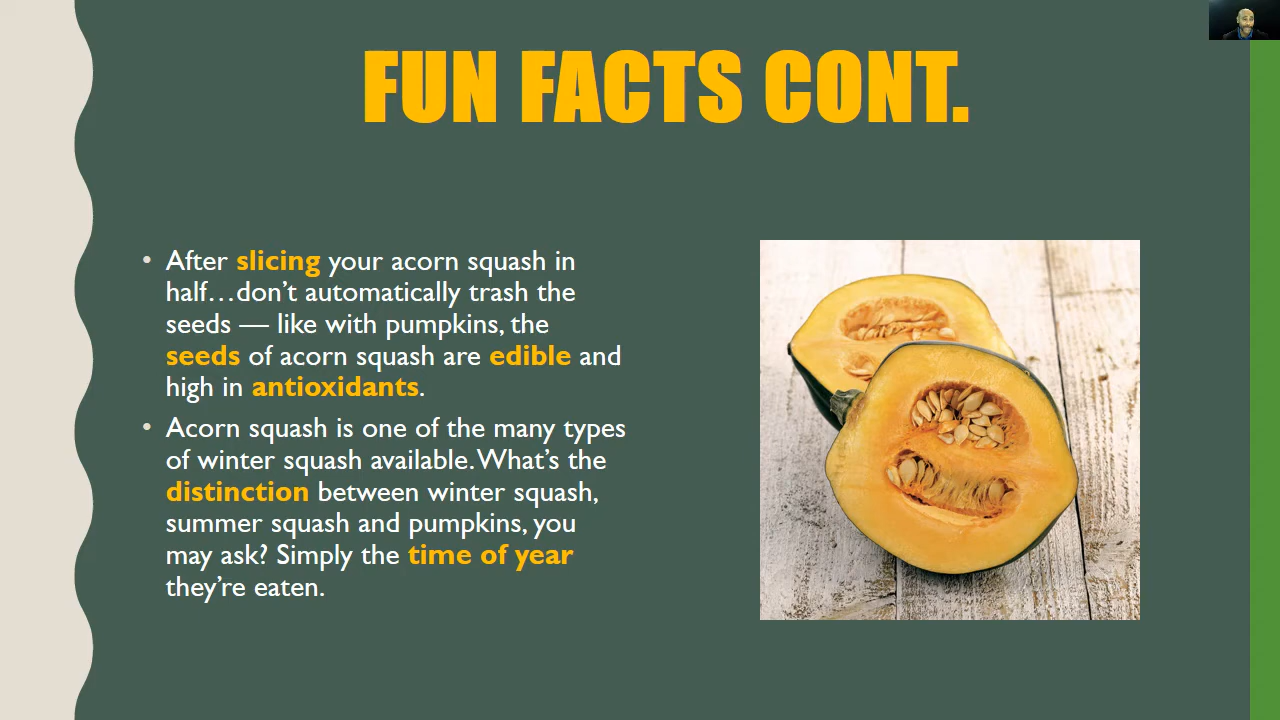 FUN FACTS CONT.
• After slicing your acorn squash in
half…don’t automatically trash the
seeds — like with pumpkins, the
seeds of acorn squash are edible and
high in antioxidants.
• Acorn squash is one of the many types
of winter squash available. What’s the
distinction between winter squash,
summer squash and pumpkins, you
may ask? Simply the time of year
they’re eaten.